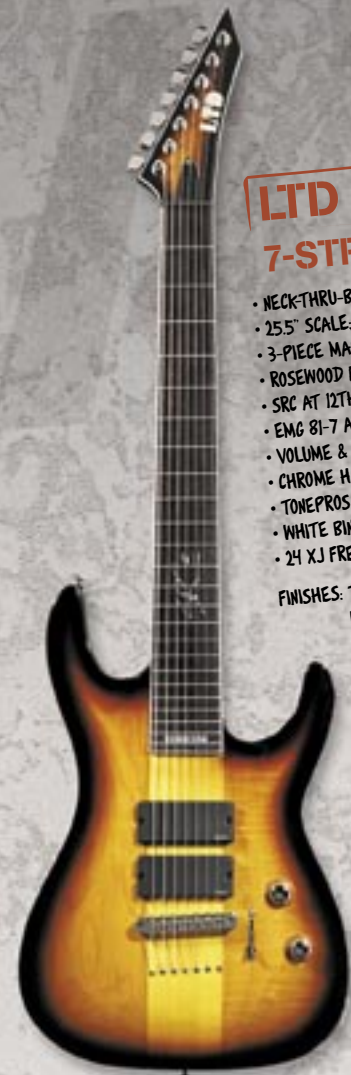 LTD
LTD
7-STR
• NECK-THRU-B
• 25.5" SCALE
• 3-PIECE MA
• ROSEWOOD
• SRC AT 12TH
• EMG 81-7 A
• VOLUME &
• CHROME H
• TONEPROS
• WHITE BIN
• 24 XJ FRE
FINISHES: